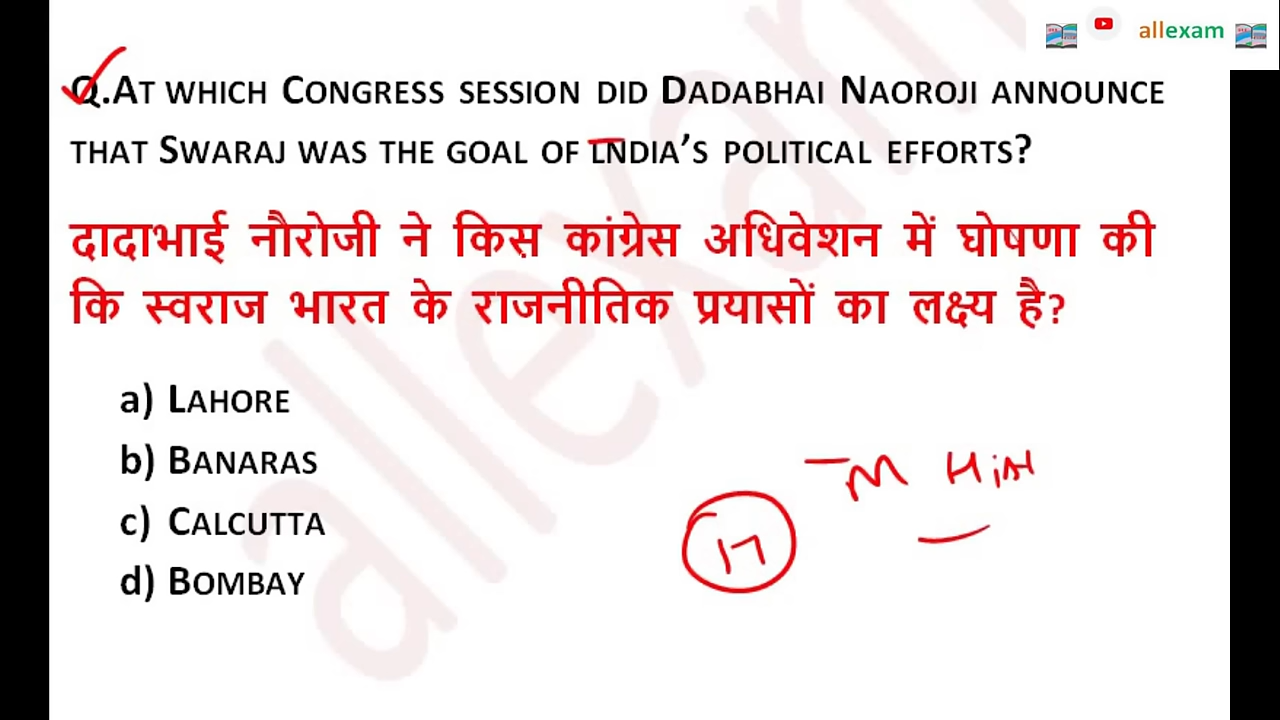 allexam
Q.At which Congress session did Dadabhai Naoroji announce
that Swaraj was the goal of India’s political efforts?
दादाभाई नौरोजी ने किस कांग्रेस अधिवेशन में घोषणा की
कि स्वराज भारत के राजनीतिक प्रयासों का लक्ष्य है?
a) Lahore
b) Banaras
c) Calcutta
d) Bombay
M
17
allexam